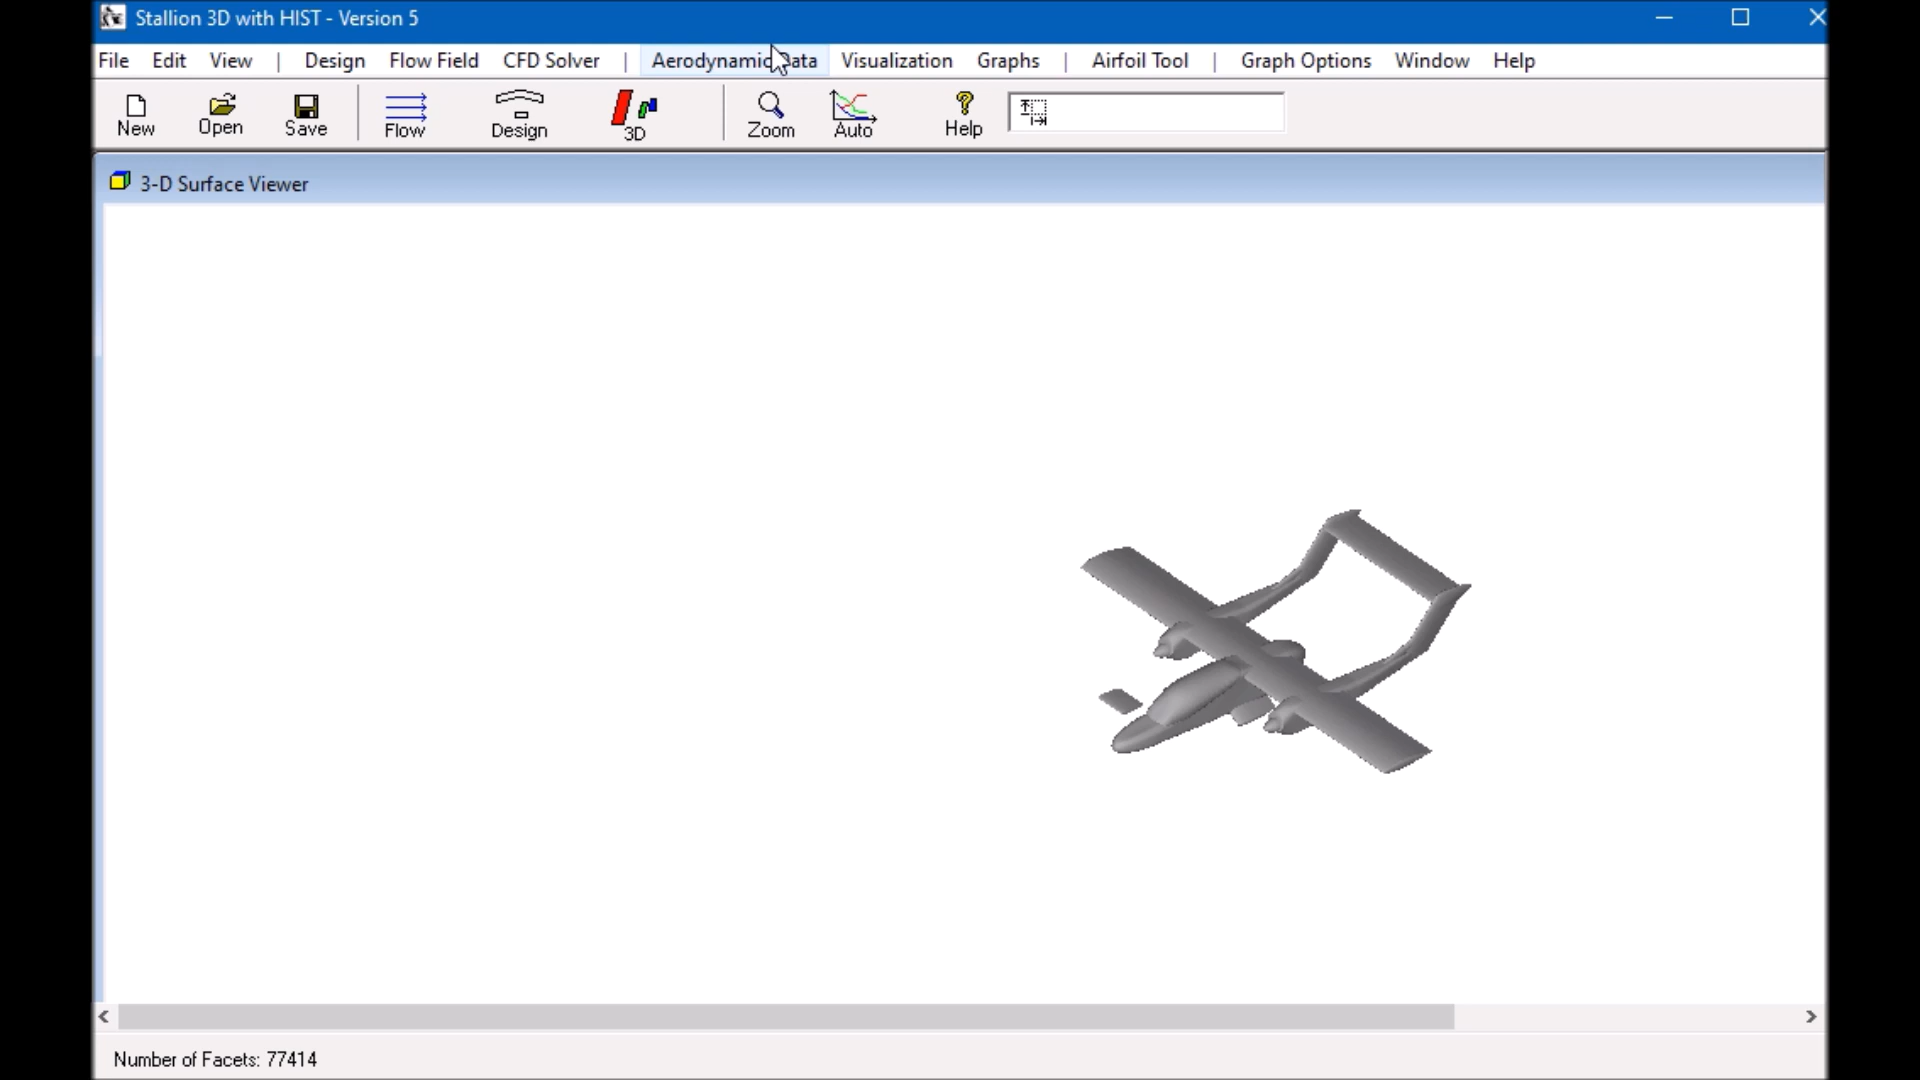 Stallion 3D with HIST - Version 5
File Edit View | Design Flow Field CFD Solver | Aerodynamic Data Visualization Graphs | Airfoil Tool | Graph Options Window Help
New Open Save Flow Design 3D Zoom Auto Help
3-D Surface Viewer
Number of Facets: 77414